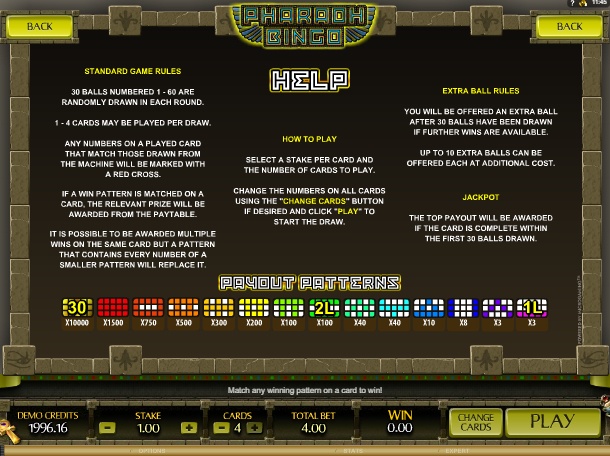 ? 11:45
BACK
PHARAOH
BINGO
BACK
HELP
STANDARD GAME RULES
30 BALLS NUMBERED 1 - 60 ARE
RANDOMLY DRAWN IN EACH ROUND.
1 - 4 CARDS MAY BE PLAYED PER DRAW.
ANY NUMBERS ON A PLAYED CARD
THAT MATCH THOSE DRAWN FROM
THE MACHINE WILL BE MARKED WITH
A RED CROSS.
IF A WIN PATTERN IS MATCHED ON A
CARD, THE RELEVANT PRIZE WILL BE
AWARDED FROM THE PAYTABLE.
IT IS POSSIBLE TO BE AWARDED MULTIPLE
WINS ON THE SAME CARD BUT A PATTERN
THAT CONTAINS EVERY NUMBER OF A
SMALLER PATTERN WILL REPLACE IT.
HOW TO PLAY
SELECT A STAKE PER CARD AND
THE NUMBER OF CARDS TO PLAY.
CHANGE THE NUMBERS ON ALL CARDS
USING THE "CHANGE CARDS" BUTTON
IF DESIRED AND CLICK "PLAY" TO
START THE DRAW.
EXTRA BALL RULES
YOU WILL BE OFFERED AN EXTRA BALL
AFTER 30 BALLS HAVE BEEN DRAWN
IF FURTHER WINS ARE AVAILABLE.
UP TO 10 EXTRA BALLS CAN BE
OFFERED EACH AT ADDITIONAL COST.
JACKPOT
THE TOP PAYOUT WILL BE AWARDED
IF THE CARD IS COMPLETE WITHIN
THE FIRST 30 BALLS DRAWN.
PAYOUT PATTERNS
30 2L 1L
X10000 X1500 X750 X500 X300 X200 X100 X100 X40 X40 X10 X8 X3 X3
Match any winning pattern on a card to win!
DEMO CREDITS STAKE CARDS TOTAL BET WIN
1996.16 - 1.00 + - 4 + 4.00 0.00
CHANGE
CARDS
PLAY
OPTIONS STATS EXPERT